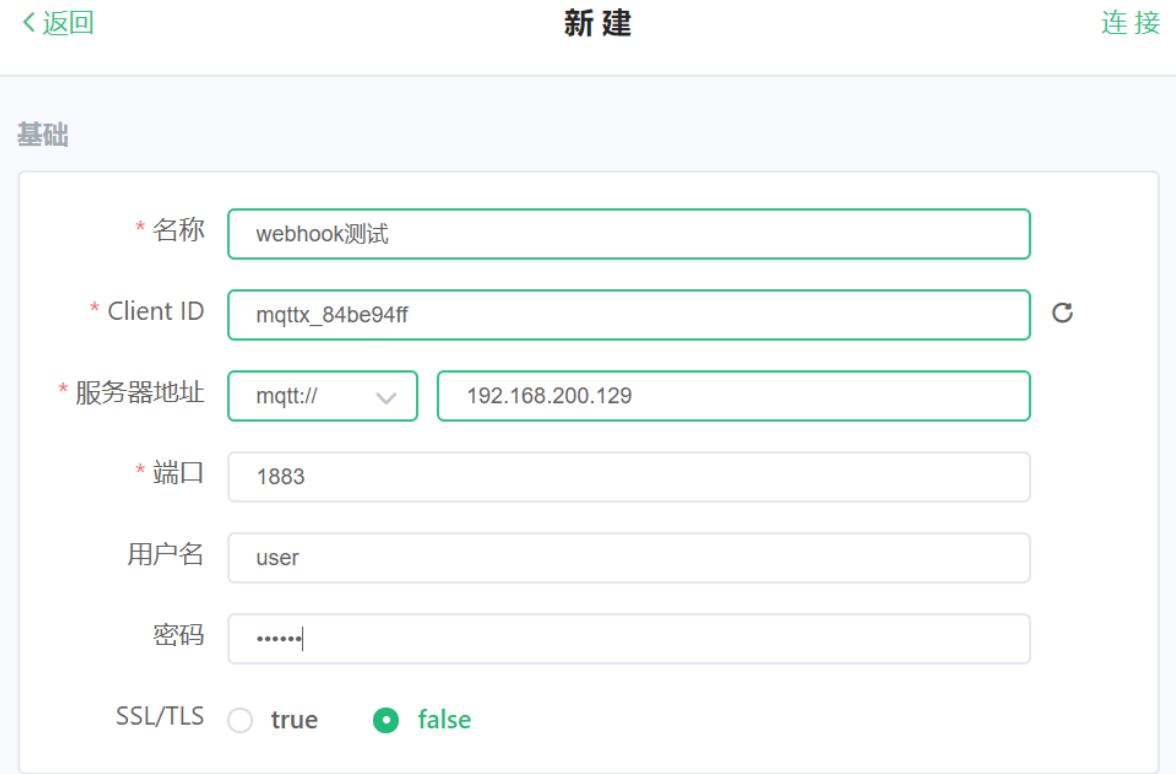 返回 新建 连接
基础
* 名称 webhook测试
* Client ID mqttx_84be94ff
* 服务器地址 mqtt:// 192.168.200.129
* 端口 1883
用户名 user
密码 ••••••
SSL/TLS true false